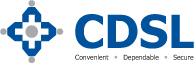 CDSL
Convenient • Dependable • Secure